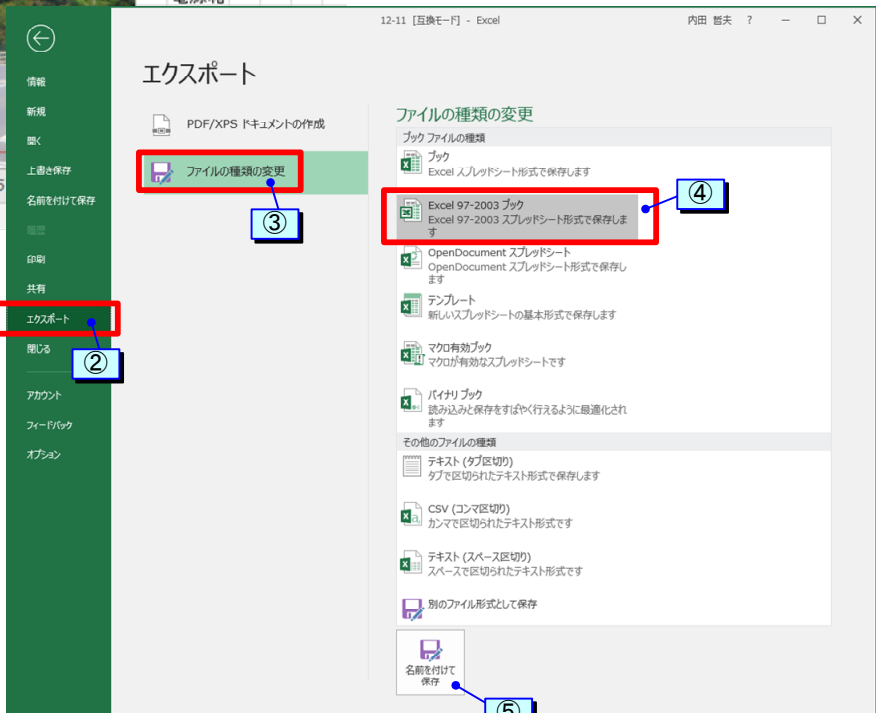 12-11 [互換モード] - Excel
内田 哲夫 ?
エクスポート
情報
新規
開く
上書き保存
名前を付けて保存
履歴
印刷
共有
エクスポート
②
閉じる
アカウント
フィードバック
オプション
PDF/XPS ドキュメントの作成
ファイルの種類の変更
③
ファイルの種類の変更
ブック ファイルの種類
ブック
Excel スプレッドシート形式で保存します
Excel 97-2003 ブック
Excel 97-2003 スプレッドシート形式で保存しま
す
④
OpenDocument スプレッドシート
OpenDocument スプレッドシート形式で保存し
ます
テンプレート
新しいスプレッドシートの基本形式で保存します
マクロ有効ブック
マクロが有効なスプレッドシートです
バイナリ ブック
読み込みと保存をすばやく行えるように最適化され
ます
その他のファイルの種類
テキスト (タブ区切り)
タブで区切られたテキスト形式で保存します
CSV (コンマ区切り)
カンマで区切られたテキスト形式です
テキスト (スペース区切り)
スペースで区切られたテキスト形式です
別のファイル形式として保存
名前を付けて
保存
⑤